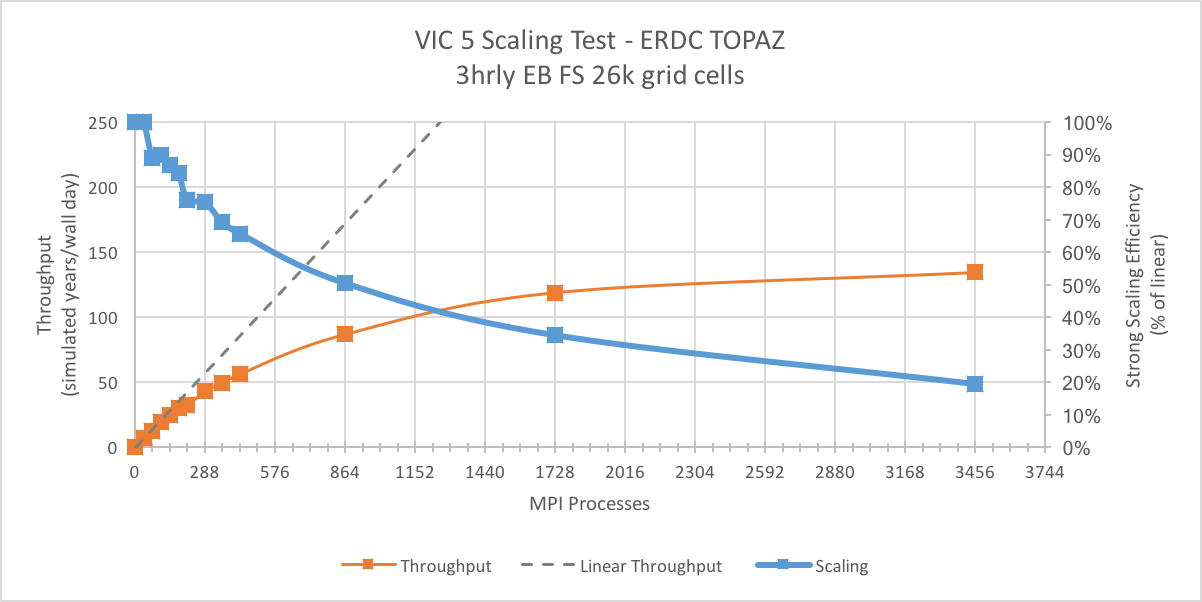 VIC 5 Scaling Test - ERDC TOPAZ
3hrly EB FS 26k grid cells
Throughput
(simulated years/wall day)
250
200
150
100
50
0
100%
90%
80%
70%
60%
50%
40%
30%
20%
10%
0%
Strong Scaling Efficiency
(% of linear)
0 288 576 864 1152 1440 1728 2016 2304 2592 2880 3168 3456 3744
MPI Processes
Throughput Linear Throughput Scaling